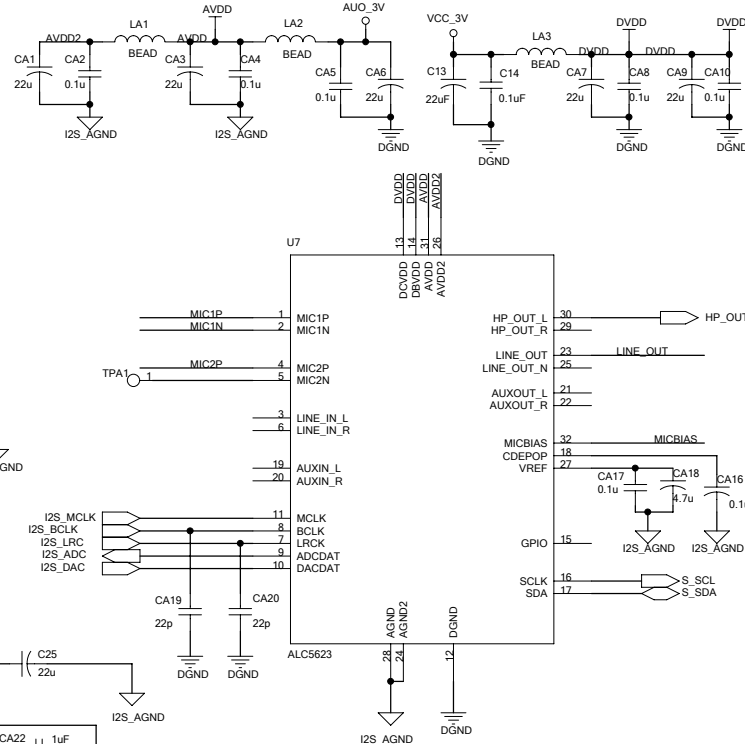 AVDD
AUO_3V
VCC_3V
DVDD
DVDD
LA1
LA2
LA3
AVDD2
AVDD
DVDD
DVDD
BEAD
BEAD
BEAD
CA1
22u
CA2
0.1u
CA3
22u
CA4
0.1u
CA5
0.1u
CA6
22u
C13
22uF
C14
0.1uF
CA7
22u
CA8
0.1u
CA9
22u
CA10
0.1u
I2S_AGND
I2S_AGND
DGND
DGND
DGND
DGND
DVDD
DVDD
AVDD
AVDD2
13
14
31
26
U7
DCVDD
DBVDD
AVDD
AVDD2
MIC1P 1 MIC1P
MIC1N 2 MIC1N
MIC2P 4 MIC2P
TPA1 1 5 MIC2N
3 LINE_IN_L
6 LINE_IN_R
19 AUXIN_L
20 AUXIN_R
I2S_MCLK 11 MCLK
I2S_BCLK 8 BCLK
I2S_LRC 7 LRCK
I2S_ADC 9 ADCDAT
I2S_DAC 10 DACDAT
HP_OUT_L 30 HP_OUT
HP_OUT_R 29
LINE_OUT 23 LINE_OUT
LINE_OUT_N 25
AUXOUT_L 21
AUXOUT_R 22
MICBIAS 32 MICBIAS
CDEPOP 18
VREF 27
CA17
0.1u
CA18
4.7u
CA16
0.1u
I2S_AGND
I2S_AGND
GPIO 15
SCLK 16 S_SCL
SDA 17 S_SDA
GND
CA19
22p
CA20
22p
DGND
DGND
AGND
AGND2
DGND
28
24
12
ALC5623
I2S_AGND
DGND
C25
22u
I2S_AGND
CA22
1uF